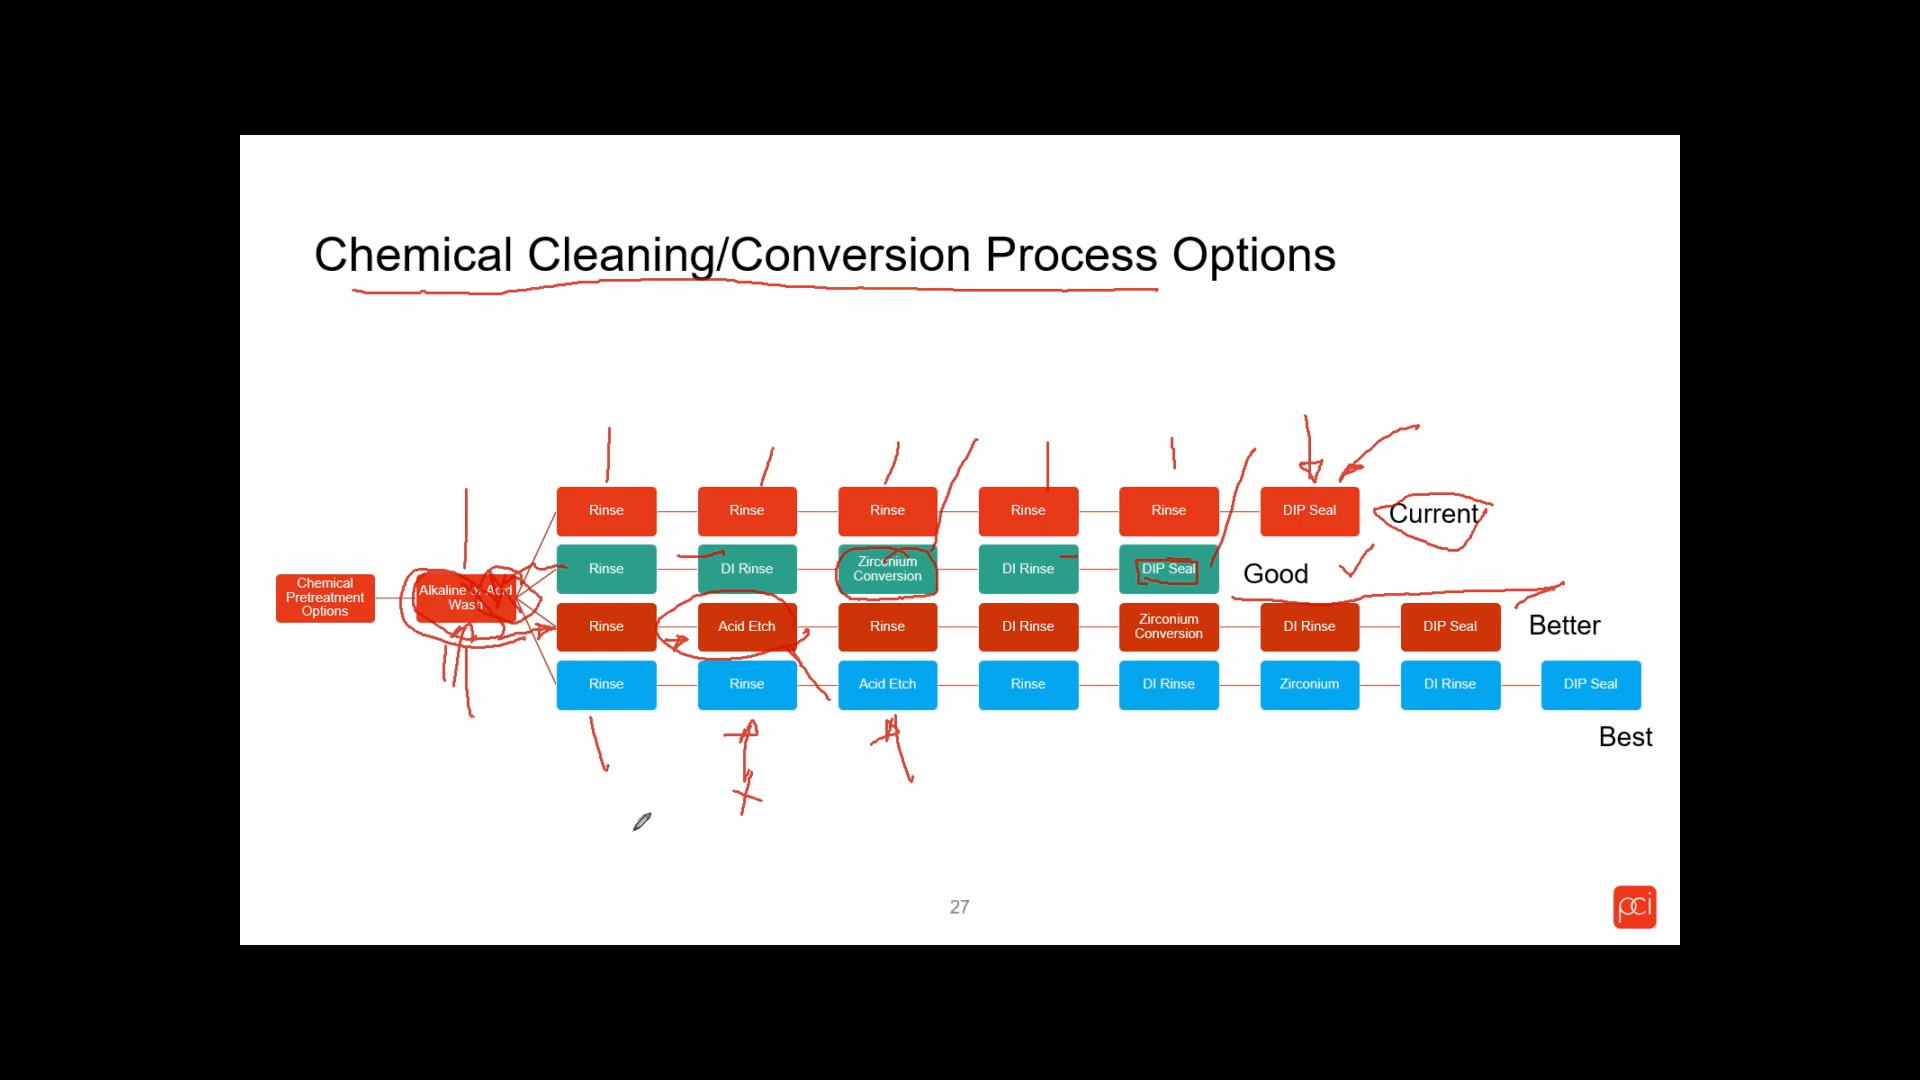 Chemical Cleaning/Conversion Process Options
Rinse Rinse Rinse Rinse Rinse DIP Seal Current
Rinse DI Rinse Zirconium
Conversion DI Rinse DIP Seal Good
Chemical
Pretreatment
Options
Alkaline or Acid
Wash
Rinse Acid Etch Rinse DI Rinse Zirconium
Conversion DI Rinse DIP Seal Better
Rinse Rinse Acid Etch Rinse DI Rinse Zirconium DI Rinse DIP Seal
Best
27
pci